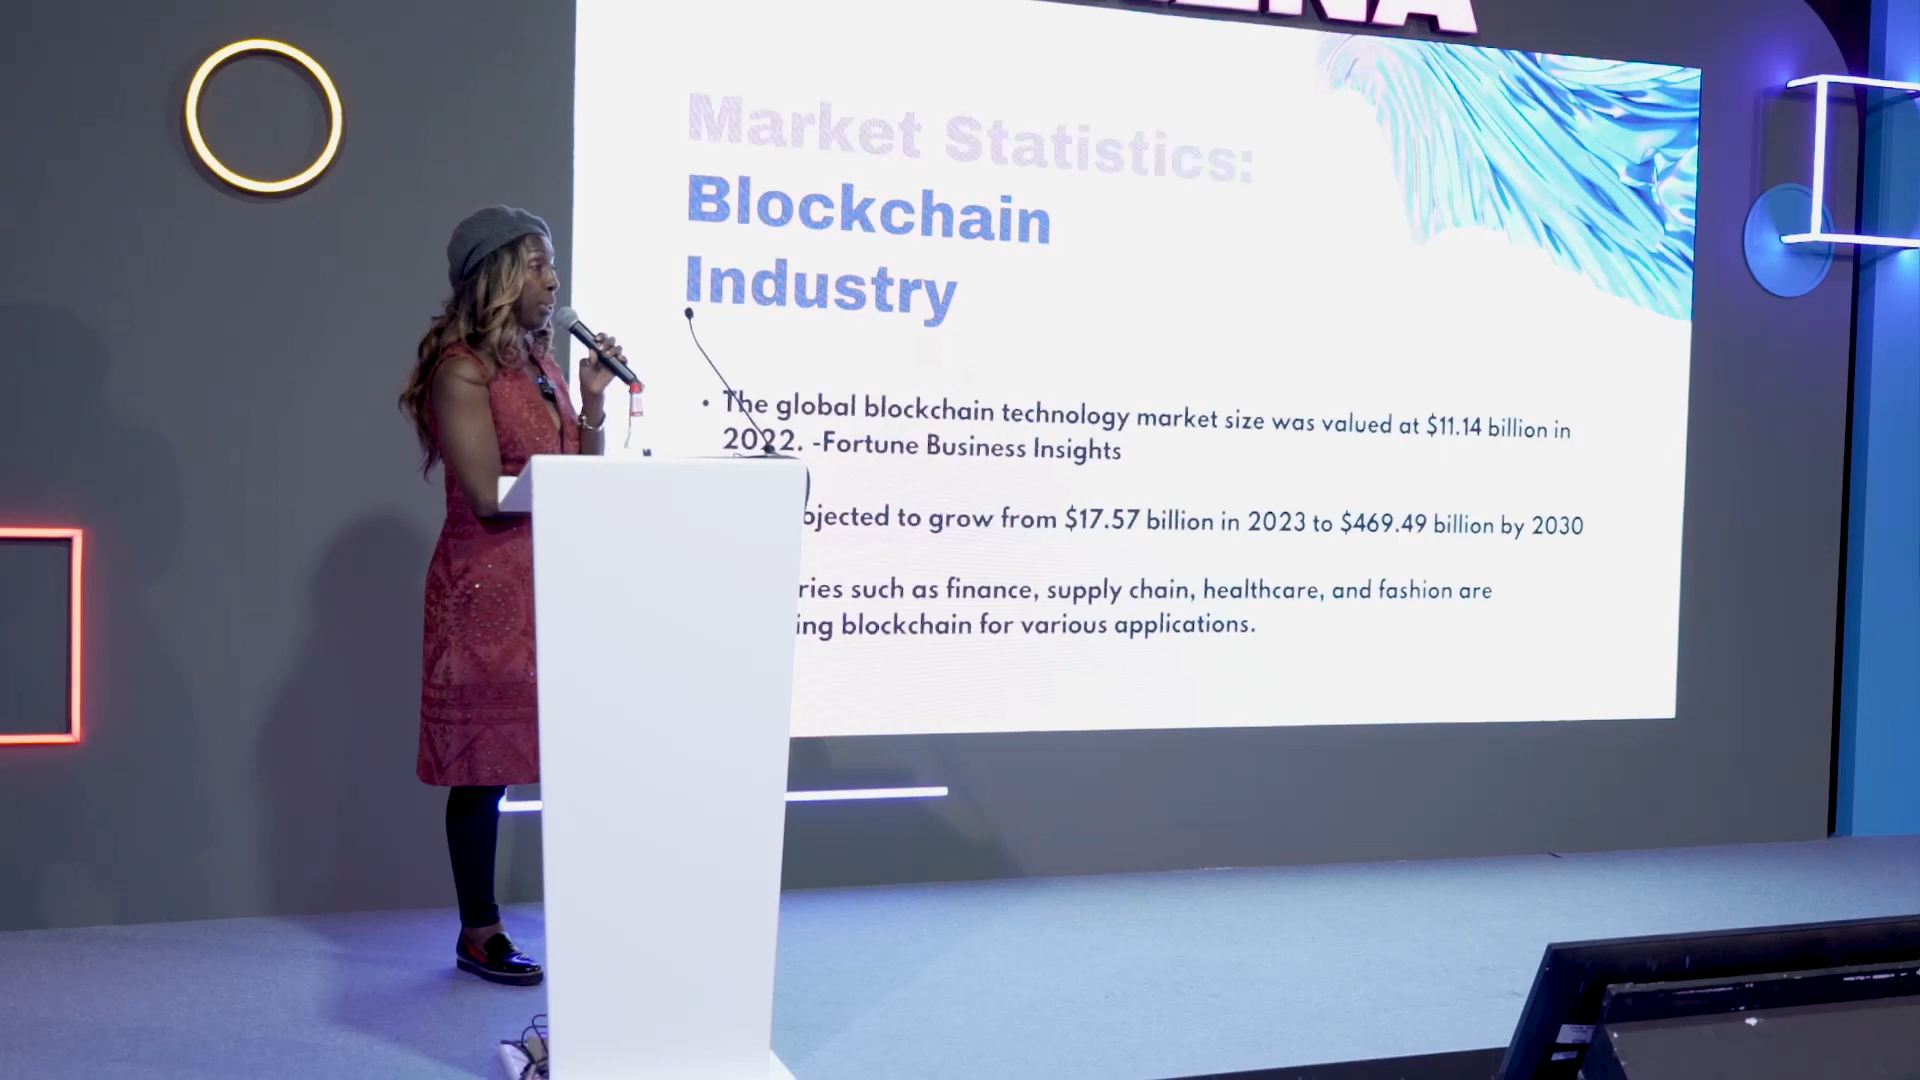 Market Statistics:
Blockchain
Industry
• The global blockchain technology market size was valued at $11.14 billion in
2022. -Fortune Business Insights
ojected to grow from $17.57 billion in 2023 to $469.49 billion by 2030
ries such as finance, supply chain, healthcare, and fashion are
ing blockchain for various applications.